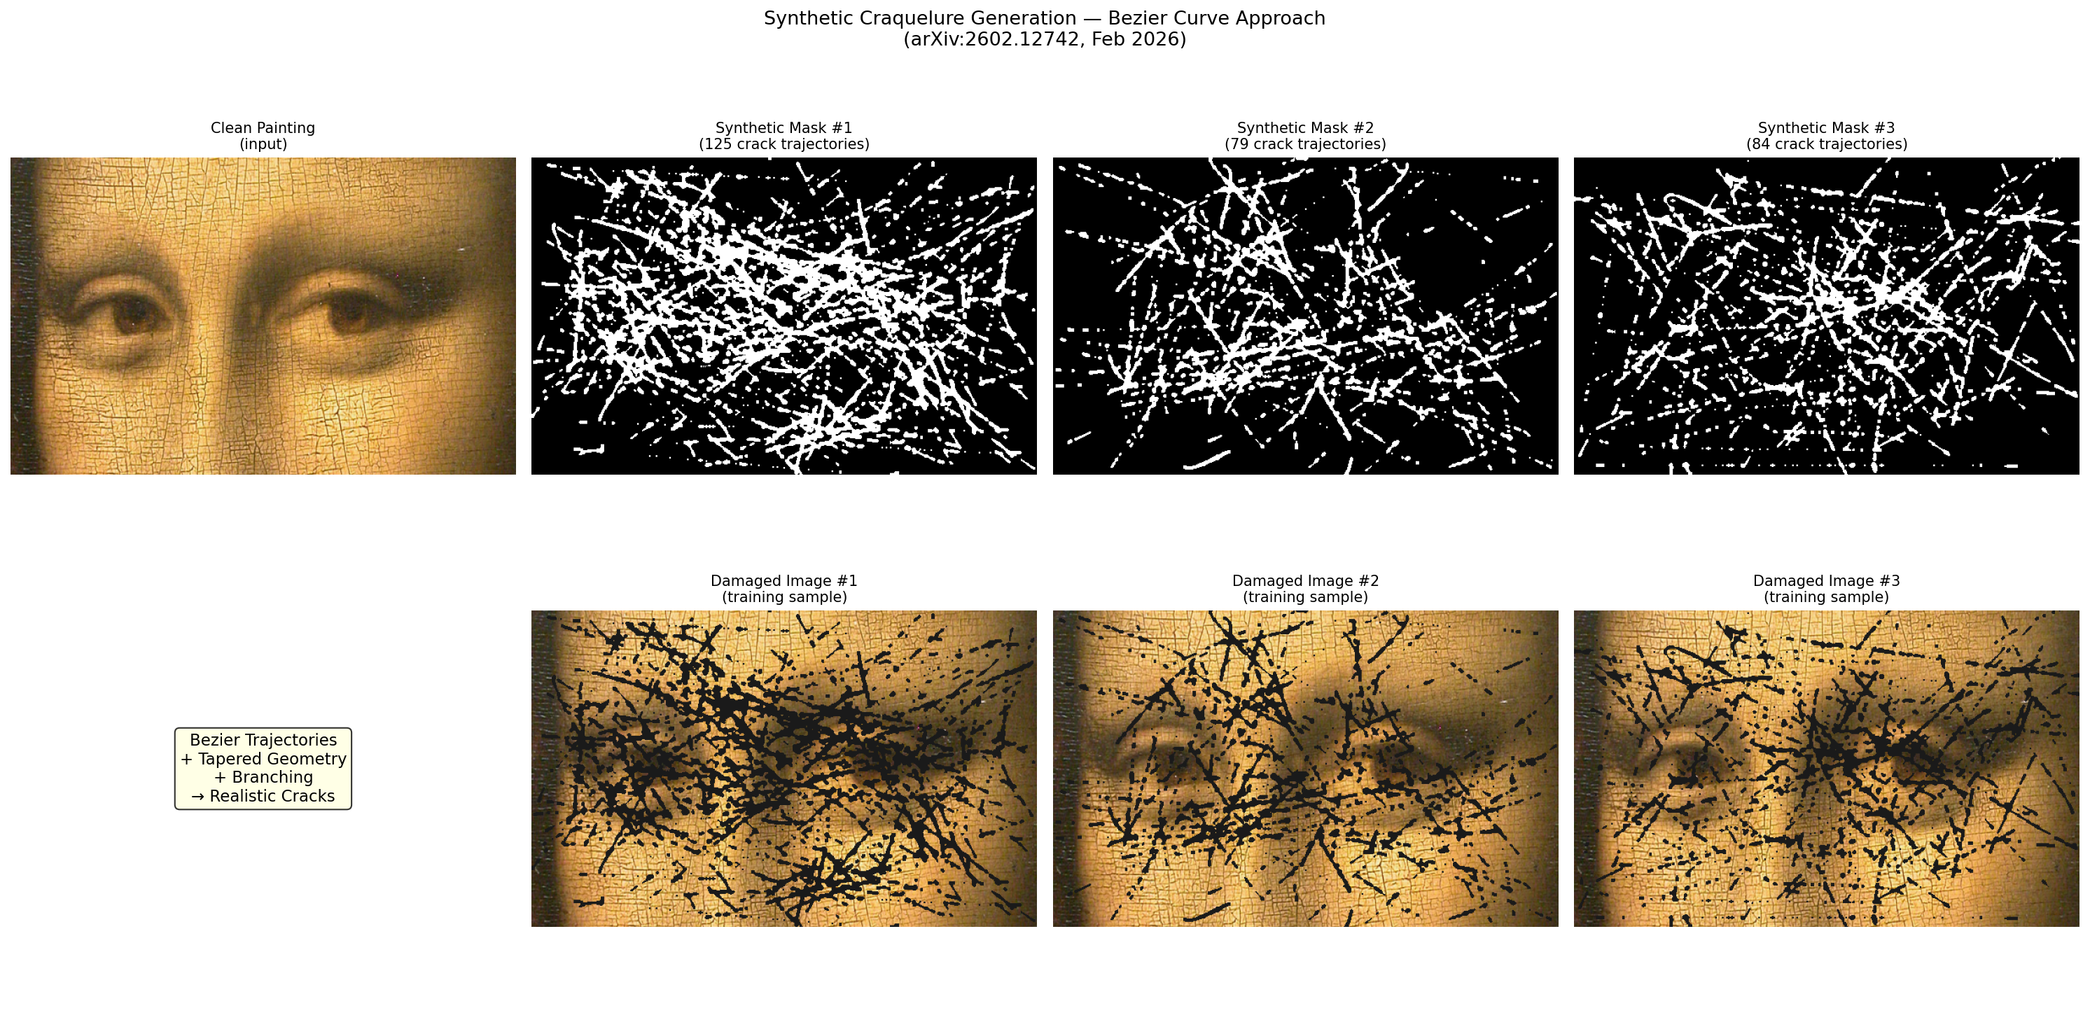 Synthetic Craquelure Generation — Bezier Curve Approach
(arXiv:2602.12742, Feb 2026)
Clean Painting
(input)
Synthetic Mask #1
(125 crack trajectories)
Synthetic Mask #2
(79 crack trajectories)
Synthetic Mask #3
(84 crack trajectories)
Bezier Trajectories
+ Tapered Geometry
+ Branching
→ Realistic Cracks
Damaged Image #1
(training sample)
Damaged Image #2
(training sample)
Damaged Image #3
(training sample)